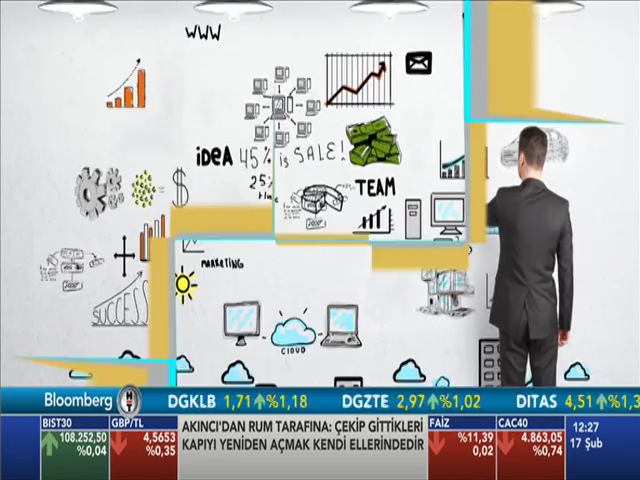 WWW
iDEA 45% is SALE!
25%
TEAM
MARKETING
SUCCESS
CLOUD
Bloomberg HT DGKLB 1,71 %1,18 DGZTE 2,97 %1,02 DITAS 4,51 %1,3
BIST30 108.252,50 %0,04
GBP/TL 4,5653 %0,35
AKINCI'DAN RUM TARAFINA: ÇEKİP GİTTİKLERİ
KAPIYI YENİDEN AÇMAK KENDİ ELLERİNDEDİR
FAİZ %11,39 0,02
CAC40 4.863,05 %0,74
12:27
17 Şub